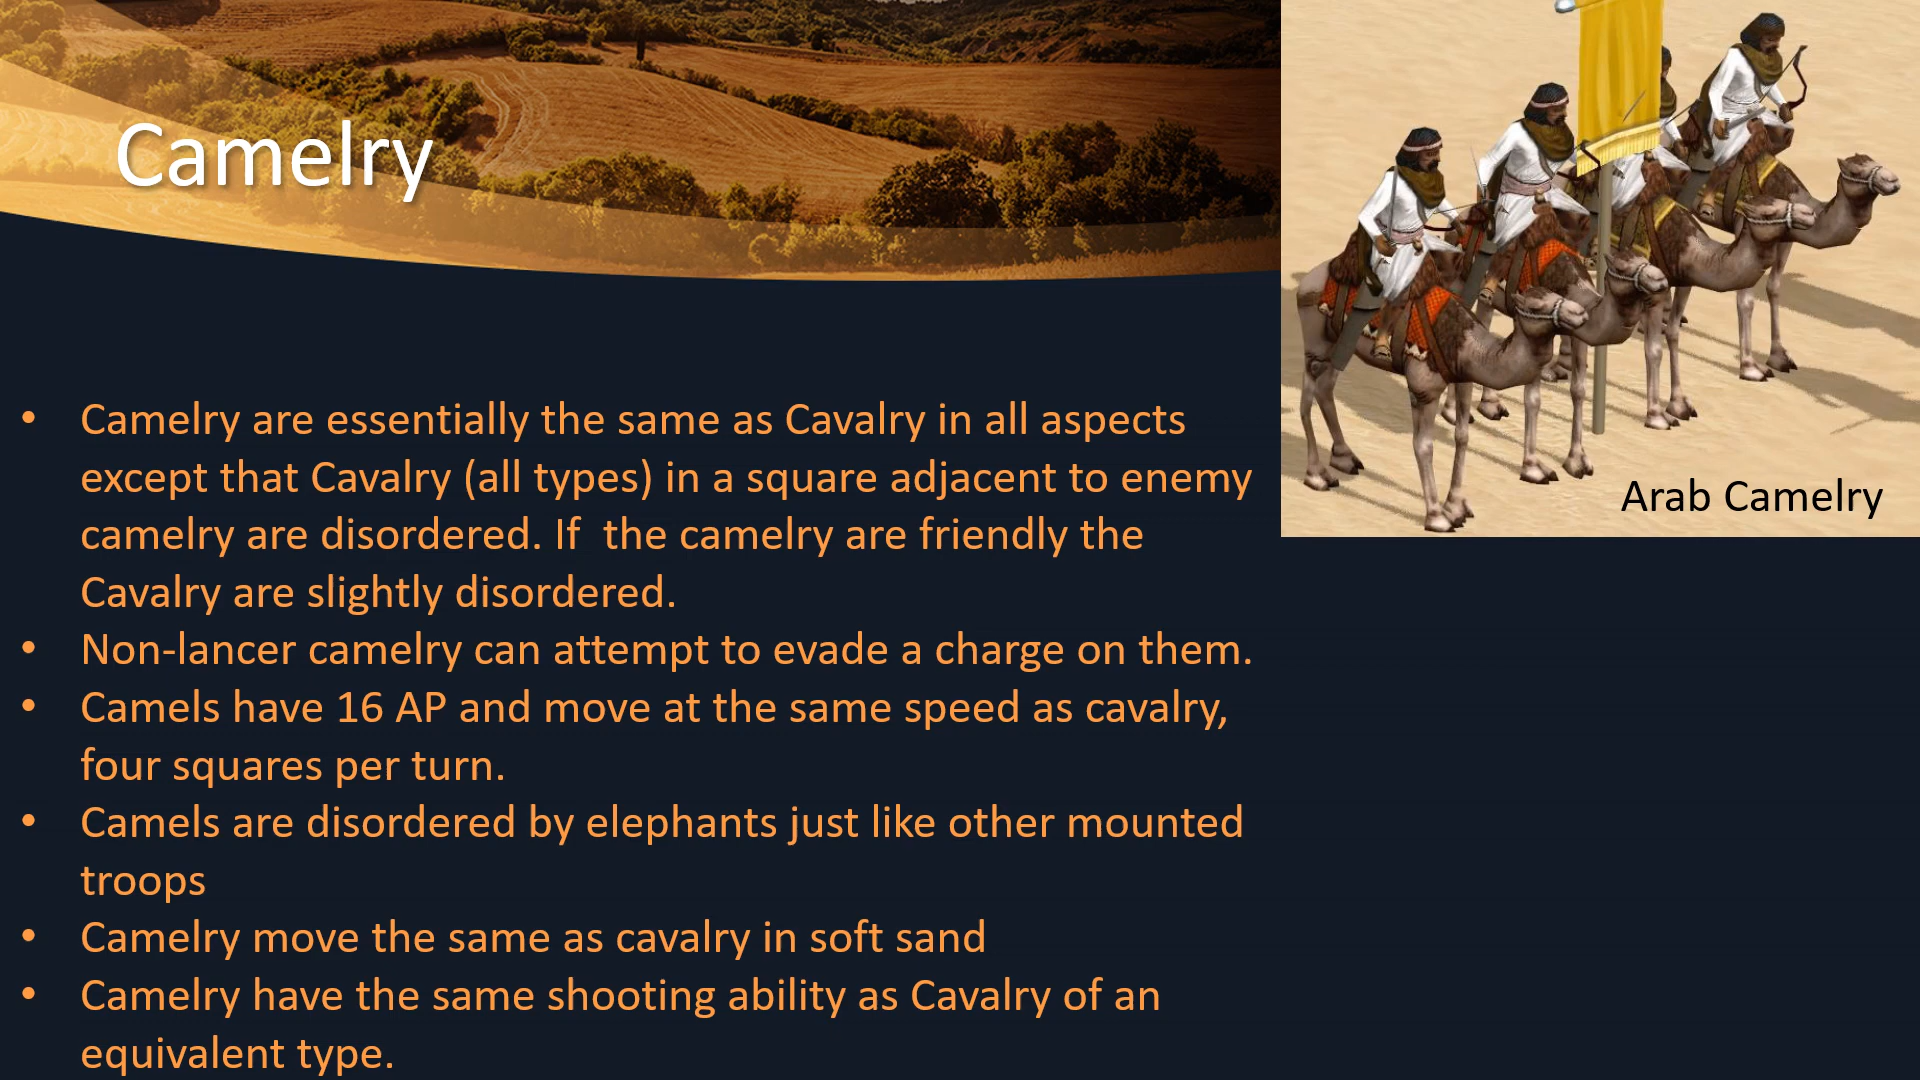 Camelry
Arab Camelry
• Camelry are essentially the same as Cavalry in all aspects
except that Cavalry (all types) in a square adjacent to enemy
camelry are disordered. If  the camelry are friendly the
Cavalry are slightly disordered.
• Non-lancer camelry can attempt to evade a charge on them.
• Camels have 16 AP and move at the same speed as cavalry,
four squares per turn.
• Camels are disordered by elephants just like other mounted
troops
• Camelry move the same as cavalry in soft sand
• Camelry have the same shooting ability as Cavalry of an
equivalent type.